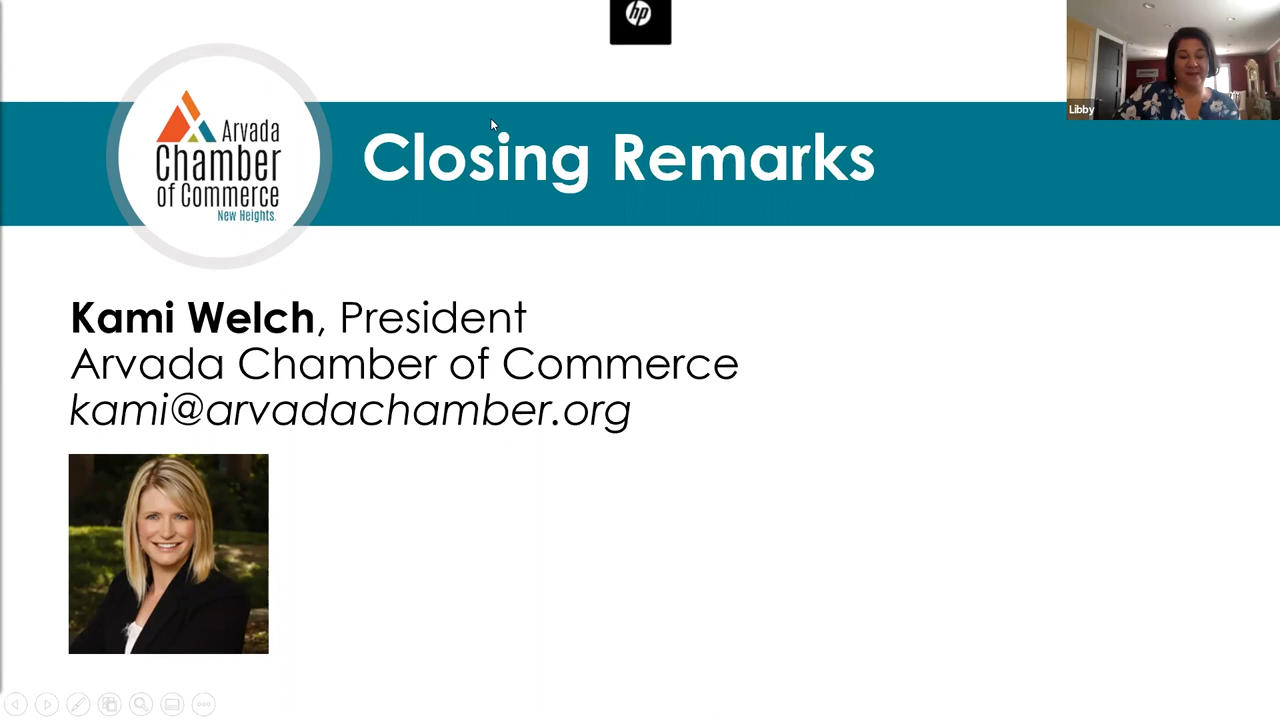 hp
Libby
Arvada
Chamber
of Commerce
New Heights.
Closing Remarks
Kami Welch, President
Arvada Chamber of Commerce
kami@arvadachamber.org